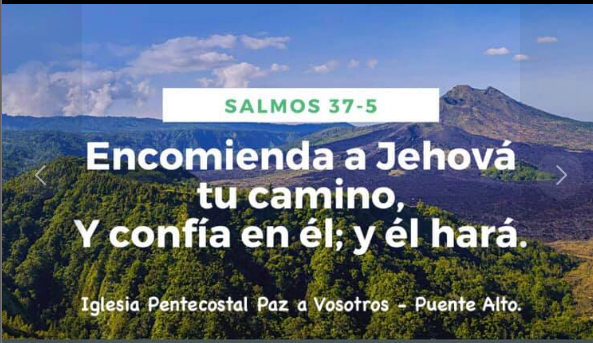 SALMOS 37-5
Encomienda a Jehová
tu camino,
Y confía en él; y él hará.
Iglesia Pentecostal Paz a Vosotros - Puente Alto.